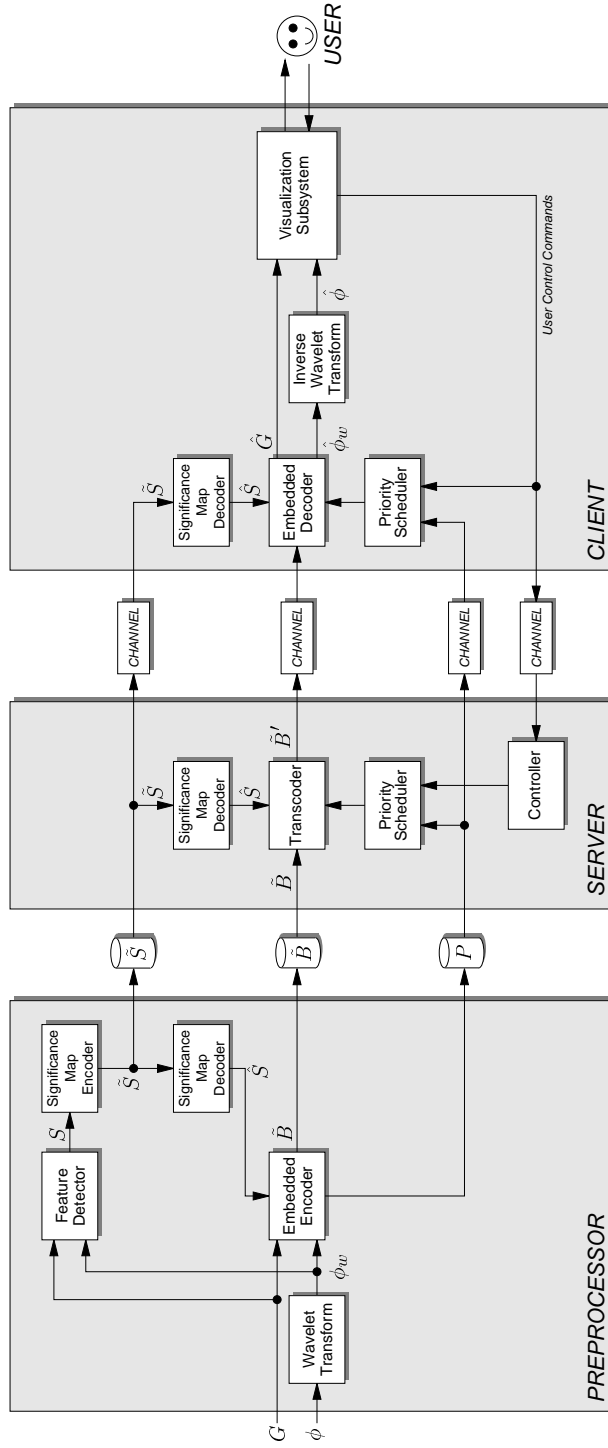 G
ϕ
Wavelet
Transform
ϕ_w
Feature
Detector
S
Significance
Map
Encoder
S̃
Significance
Map
Decoder
Ŝ
Embedded
Encoder
B̃
PREPROCESSOR
S̃
B̃
P
S̃
Significance
Map
Decoder
Ŝ
B̃
Transcoder
B̃′
Priority
Scheduler
Controller
SERVER
CHANNEL
CHANNEL
CHANNEL
CHANNEL
S̃
Significance
Map
Decoder
Ŝ
Embedded
Decoder
Ĝ
ϕ̂_w
Priority
Scheduler
Inverse
Wavelet
Transform
ϕ̂
Visualization
Subsystem
User Control Commands
CLIENT
USER